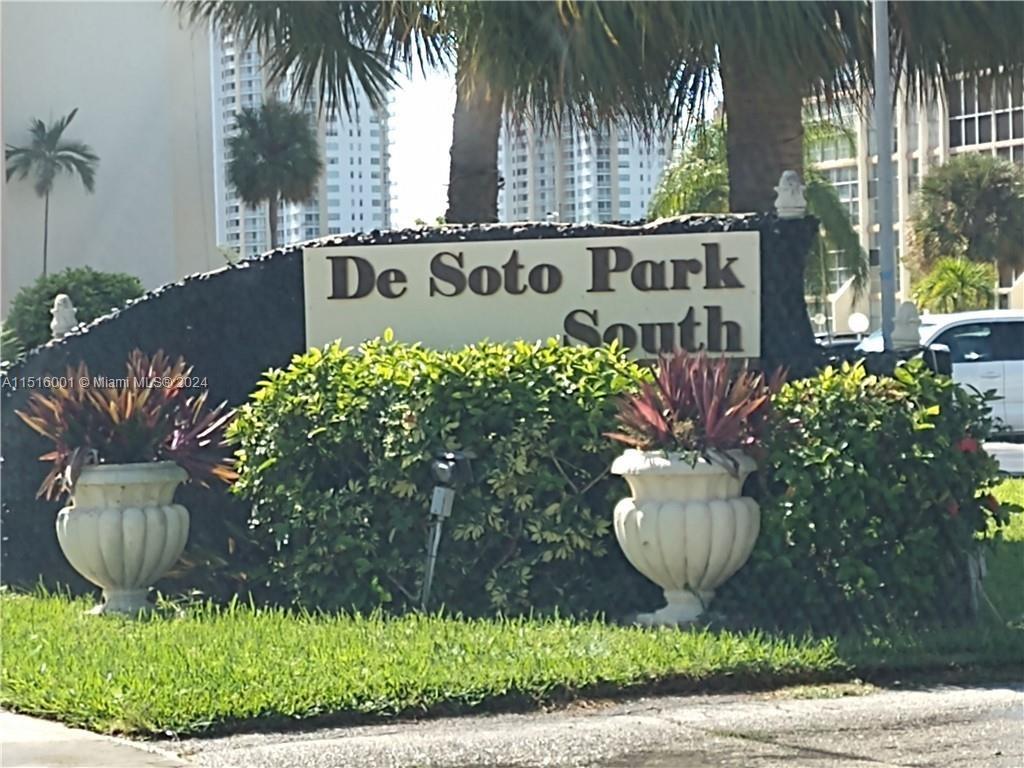 De Soto Park
South
A11516001 © Miami MLS® 2024